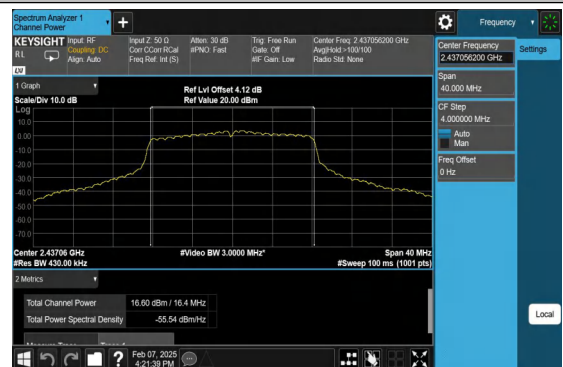 Spectrum Analyzer 1
Channel Power
Frequency
KEYSIGHT
RL
Input: RF
Coupling: DC
Align: Auto
Input Z: 50 Ω
Corr CCorr RCal
Freq Ref: Int (S)
Atten: 30 dB
#PNO: Fast
Trig: Free Run
Gate: Off
#IF Gain: Low
Center Freq: 2.437056200 GHz
Avg|Hold:>100/100
Radio Std: None
LXI
1 Graph
Scale/Div 10.0 dB
Ref Lvl Offset 4.12 dB
Ref Value 20.00 dBm
Log
10.0
0.00
-10.0
-20.0
-30.0
-40.0
-50.0
-60.0
-70.0
Center 2.43706 GHz
#Video BW 3.0000 MHz*
Span 40 MHz
#Res BW 430.00 kHz
#Sweep 100 ms (1001 pts)
2 Metrics
Total Channel Power 16.60 dBm / 16.4 MHz
Total Power Spectral Density -55.54 dBm/Hz
Feb 07, 2025
4:21:39 PM
Center Frequency
2.437056200 GHz
Settings
Span
40.000 MHz
CF Step
4.000000 MHz
Auto
Man
Freq Offset
0 Hz
Local